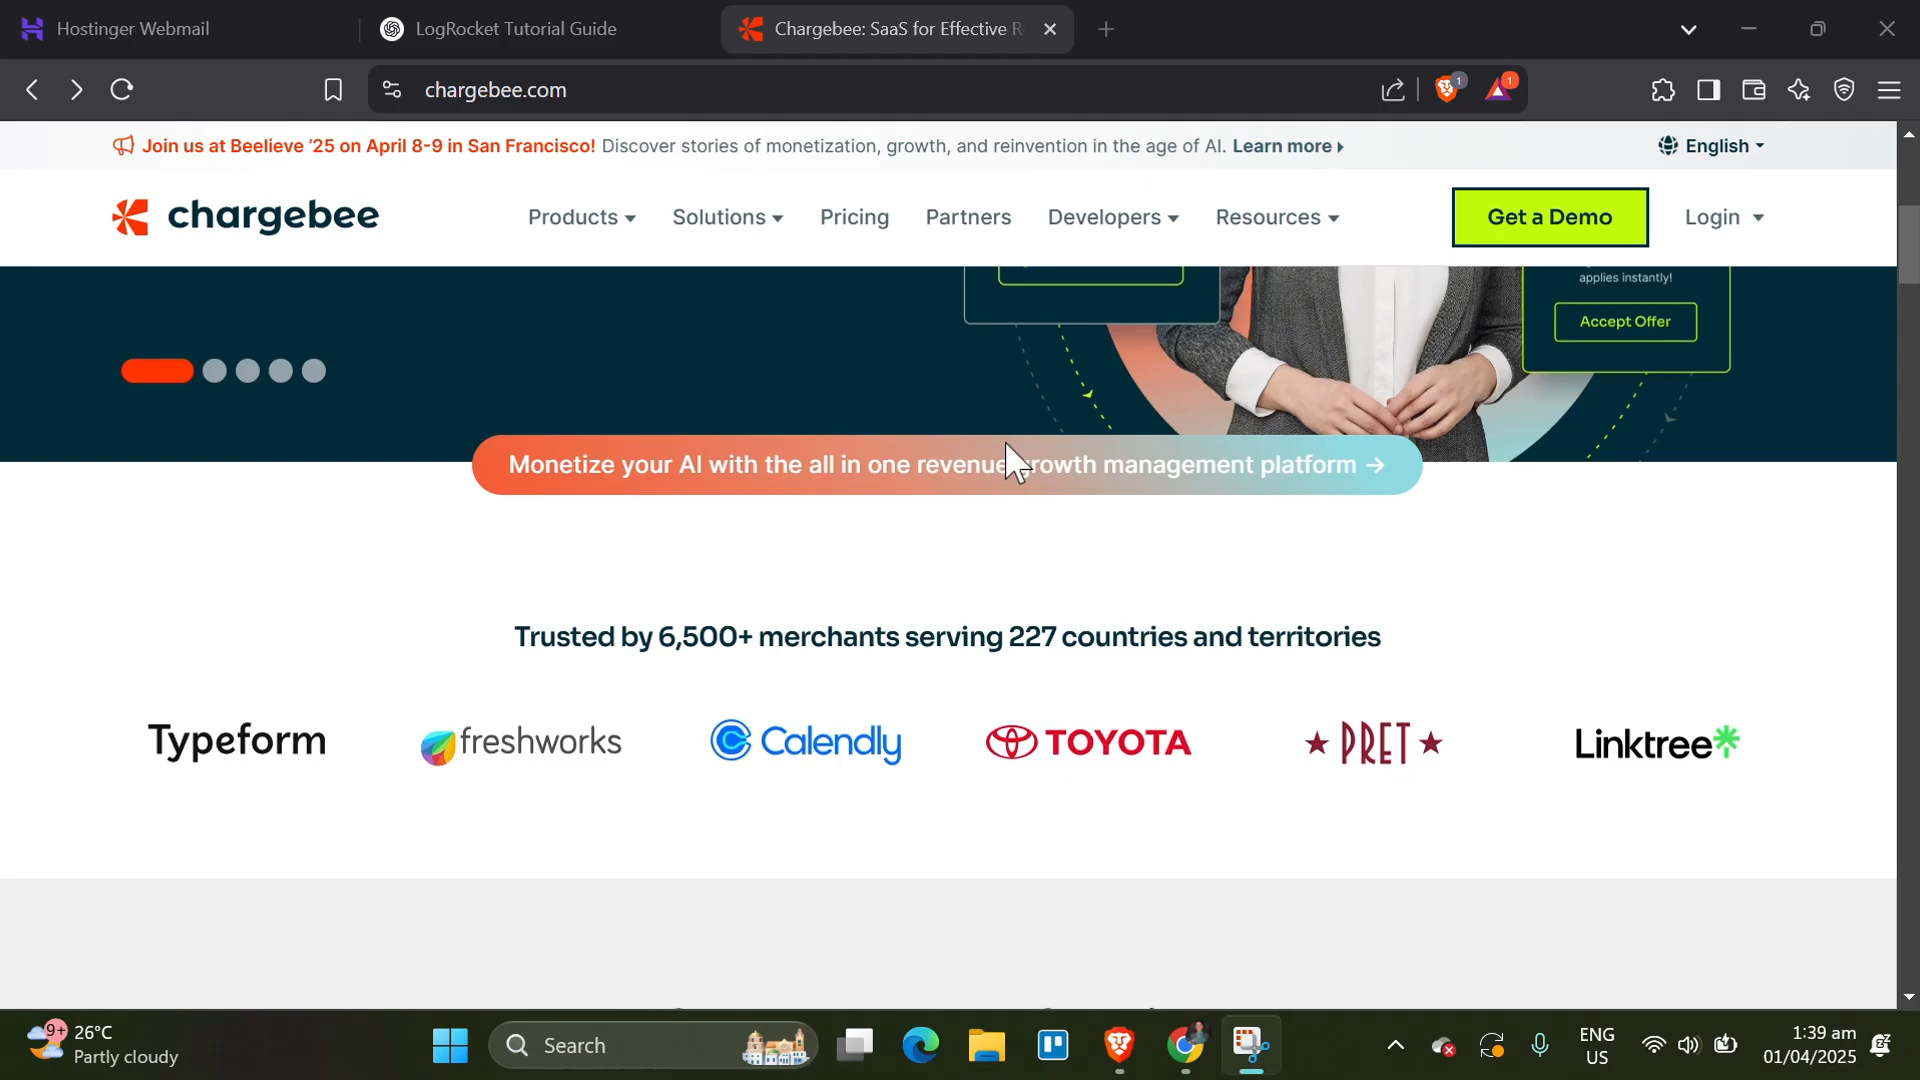 Hostinger Webmail
LogRocket Tutorial Guide
Chargebee: SaaS for Effective R
chargebee.com
1
1
Join us at Beelieve '25 on April 8-9 in San Francisco! Discover stories of monetization, growth, and reinvention in the age of AI. Learn more
English
chargebee
Products
Solutions
Pricing
Partners
Developers
Resources
Get a Demo
Login
applies instantly!
Accept Offer
Monetize your AI with the all in one revenue growth management platform →
Trusted by 6,500+ merchants serving 227 countries and territories
Typeform
freshworks
Calendly
TOYOTA
PRET
Linktree
9+
26°C
Partly cloudy
Search
ENG
US
1:39 am
01/04/2025